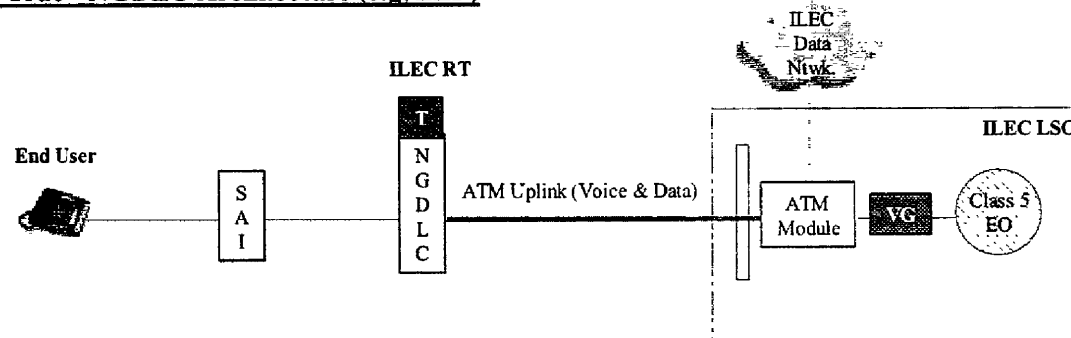 ILEC
Data
Ntwk.
ILEC RT
ILEC LSO
T
End User
S
A
I
N
G
D
L
C
ATM Uplink (Voice & Data)
ATM
Module
VG
Class 5
EO